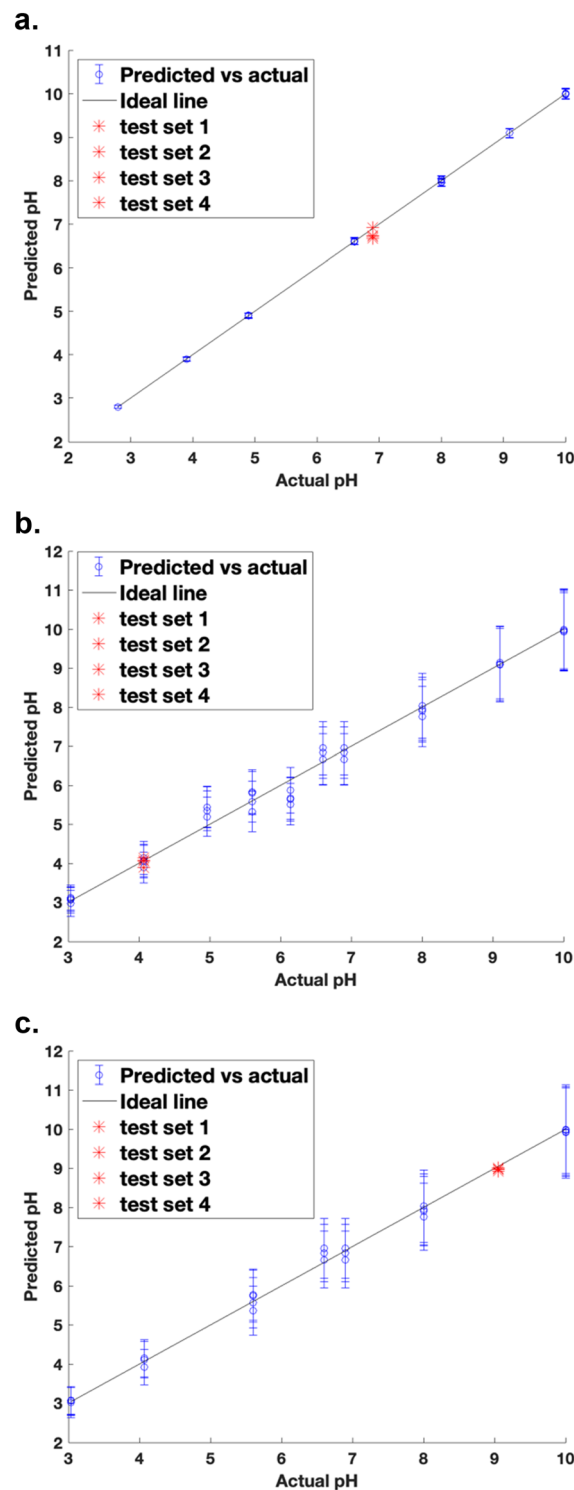 a.
11
10
9
8
7
6
5
4
3
2
Predicted pH
Predicted vs actual
Ideal line
test set 1
test set 2
test set 3
test set 4
2 3 4 5 6 7 8 9 10
Actual pH
b.
12
11
10
9
8
7
6
5
4
3
2
Predicted pH
Predicted vs actual
Ideal line
test set 1
test set 2
test set 3
test set 4
3 4 5 6 7 8 9 10
Actual pH
c.
12
11
10
9
8
7
6
5
4
3
2
Predicted pH
Predicted vs actual
Ideal line
test set 1
test set 2
test set 3
test set 4
3 4 5 6 7 8 9 10
Actual pH